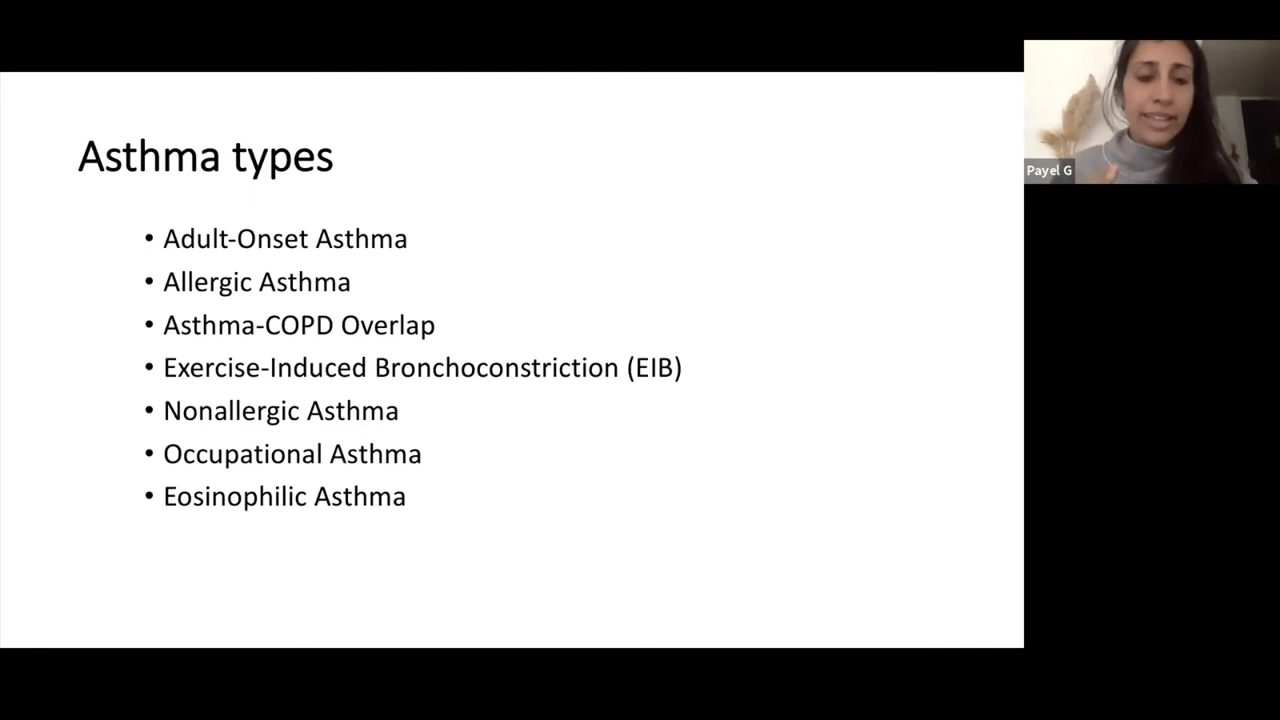 Asthma types
• Adult-Onset Asthma
• Allergic Asthma
• Asthma-COPD Overlap
• Exercise-Induced Bronchoconstriction (EIB)
• Nonallergic Asthma
• Occupational Asthma
• Eosinophilic Asthma
Payel G